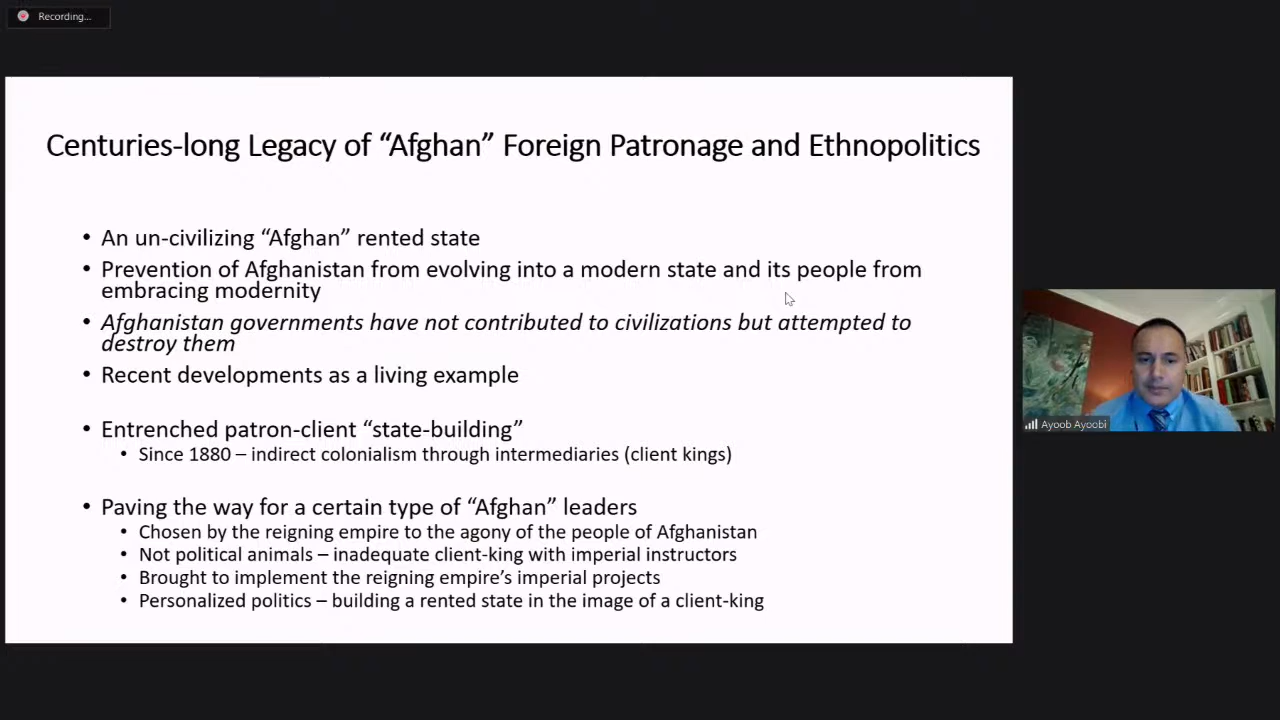 Recording...
Centuries-long Legacy of “Afghan” Foreign Patronage and Ethnopolitics
• An un-civilizing “Afghan” rented state
• Prevention of Afghanistan from evolving into a modern state and its people from
embracing modernity
• Afghanistan governments have not contributed to civilizations but attempted to
destroy them
• Recent developments as a living example
• Entrenched patron-client “state-building”
• Since 1880 – indirect colonialism through intermediaries (client kings)
• Paving the way for a certain type of “Afghan” leaders
• Chosen by the reigning empire to the agony of the people of Afghanistan
• Not political animals – inadequate client-king with imperial instructors
• Brought to implement the reigning empire’s imperial projects
• Personalized politics – building a rented state in the image of a client-king
Ayoob Ayoobi